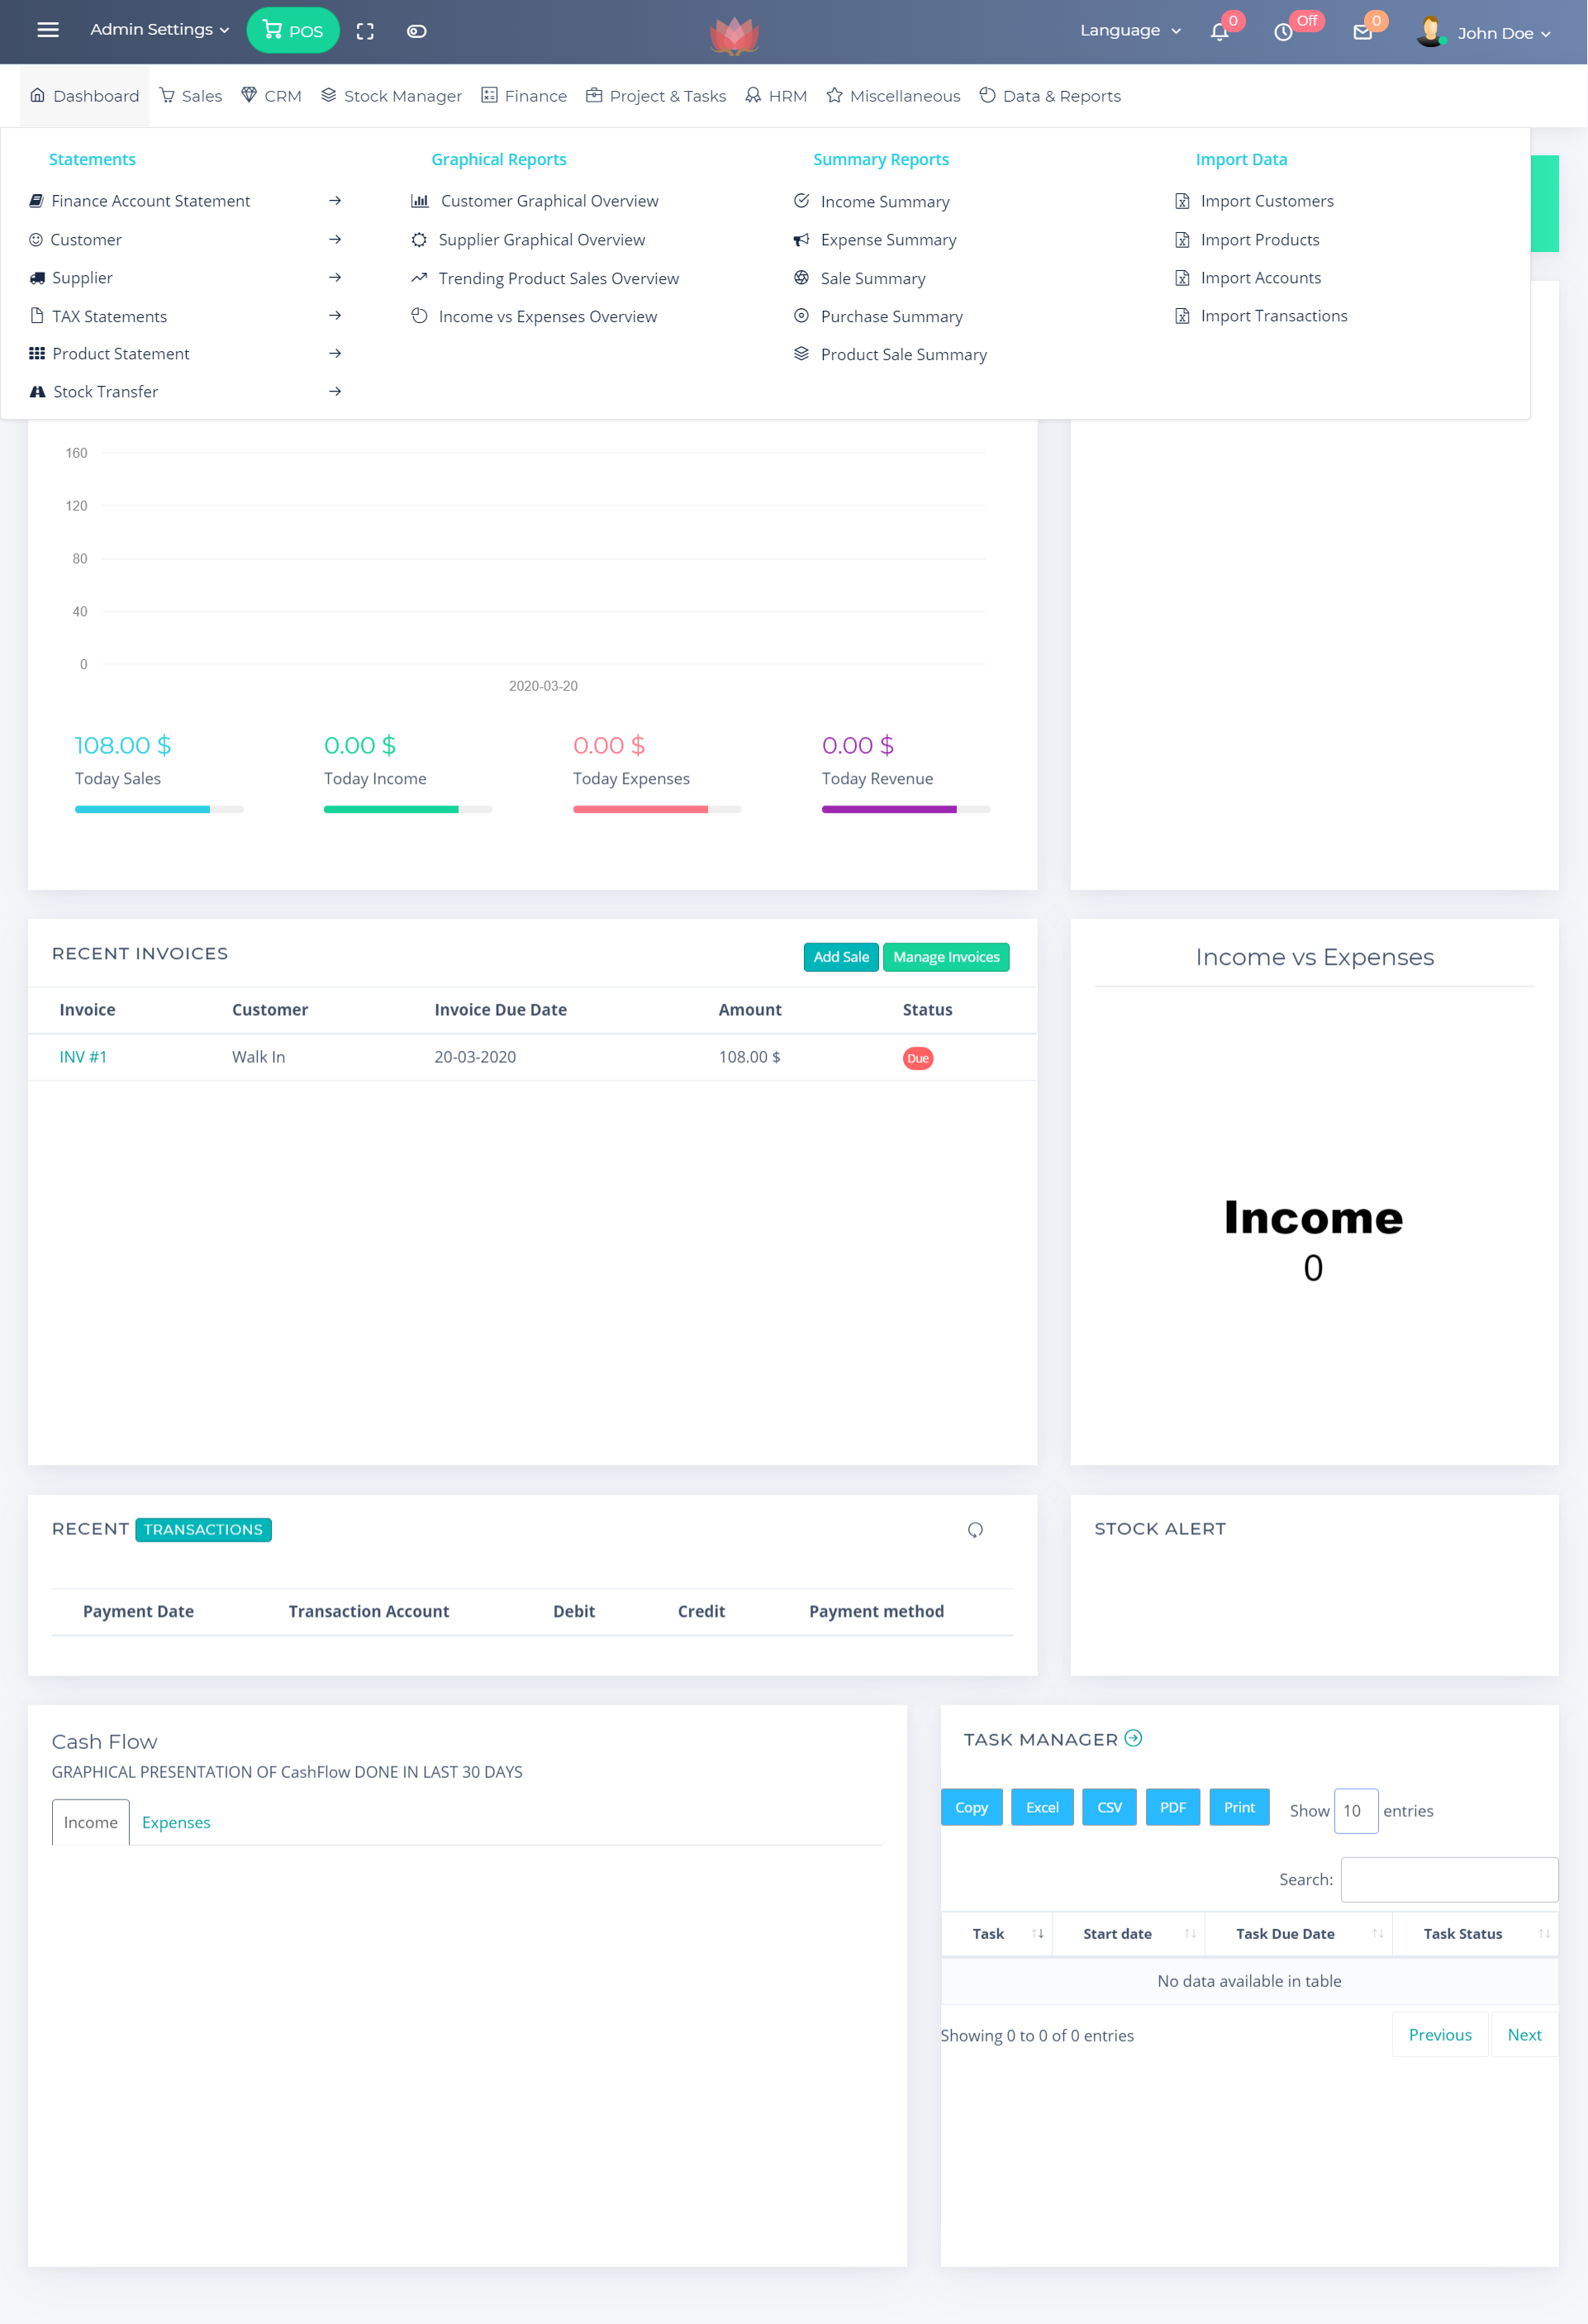 Admin Settings POS Language 0 Off 0 John Doe
Dashboard Sales CRM Stock Manager Finance Project & Tasks HRM Miscellaneous Data & Reports
Statements
Finance Account Statement
Customer
Supplier
TAX Statements
Product Statement
Stock Transfer
Graphical Reports
Customer Graphical Overview
Supplier Graphical Overview
Trending Product Sales Overview
Income vs Expenses Overview
Summary Reports
Income Summary
Expense Summary
Sale Summary
Purchase Summary
Product Sale Summary
Import Data
Import Customers
Import Products
Import Accounts
Import Transactions
160
120
80
40
0
2020-03-20
108.00 $ 0.00 $ 0.00 $ 0.00 $
Today Sales Today Income Today Expenses Today Revenue
RECENT INVOICES Add Sale Manage Invoices
Invoice Customer Invoice Due Date Amount Status
INV #1 Walk In 20-03-2020 108.00 $ Due
Income vs Expenses
Income
0
RECENT TRANSACTIONS
Payment Date Transaction Account Debit Credit Payment method
STOCK ALERT
Cash Flow
GRAPHICAL PRESENTATION OF CashFlow DONE IN LAST 30 DAYS
Income Expenses
TASK MANAGER
Copy Excel CSV PDF Print Show 10 entries
Search:
Task Start date Task Due Date Task Status
No data available in table
Showing 0 to 0 of 0 entries Previous Next